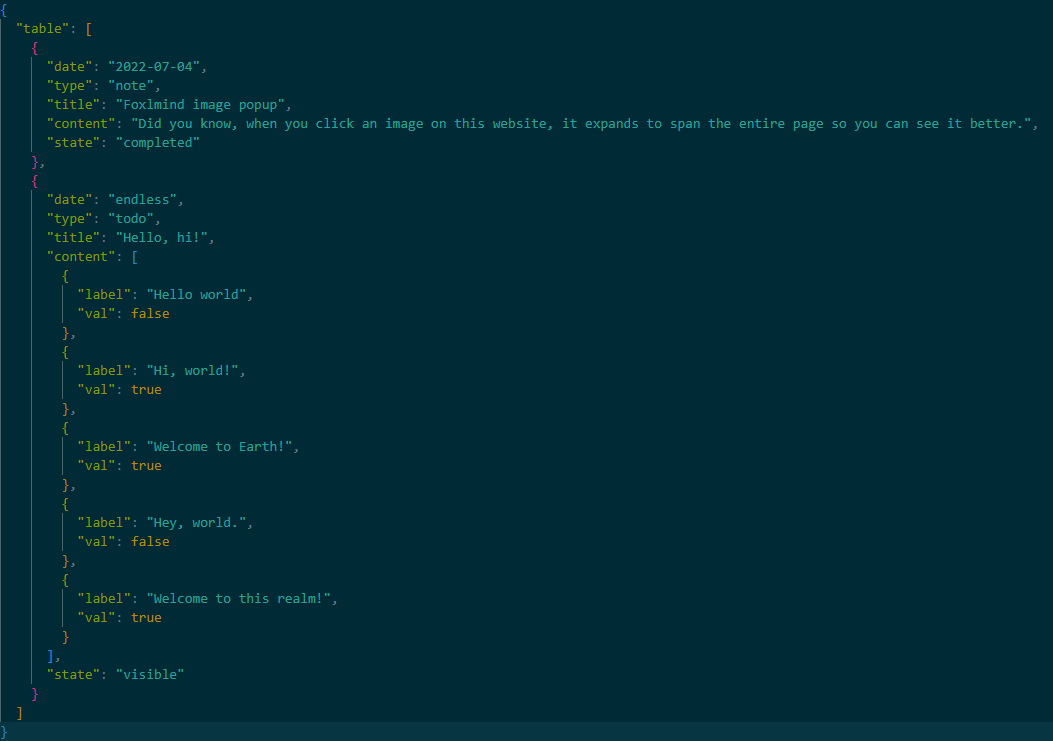 {
  "table": [
    {
      "date": "2022-07-04",
      "type": "note",
      "title": "Foxlmind image popup",
      "content": "Did you know, when you click an image on this website, it expands to span the entire page so you can see it better.",
      "state": "completed"
    },
    {
      "date": "endless",
      "type": "todo",
      "title": "Hello, hi!",
      "content": [
        {
          "label": "Hello world",
          "val": false
        },
        {
          "label": "Hi, world!",
          "val": true
        },
        {
          "label": "Welcome to Earth!",
          "val": true
        },
        {
          "label": "Hey, world.",
          "val": false
        },
        {
          "label": "Welcome to this realm!",
          "val": true
        }
      ],
      "state": "visible"
    }
  ]
}